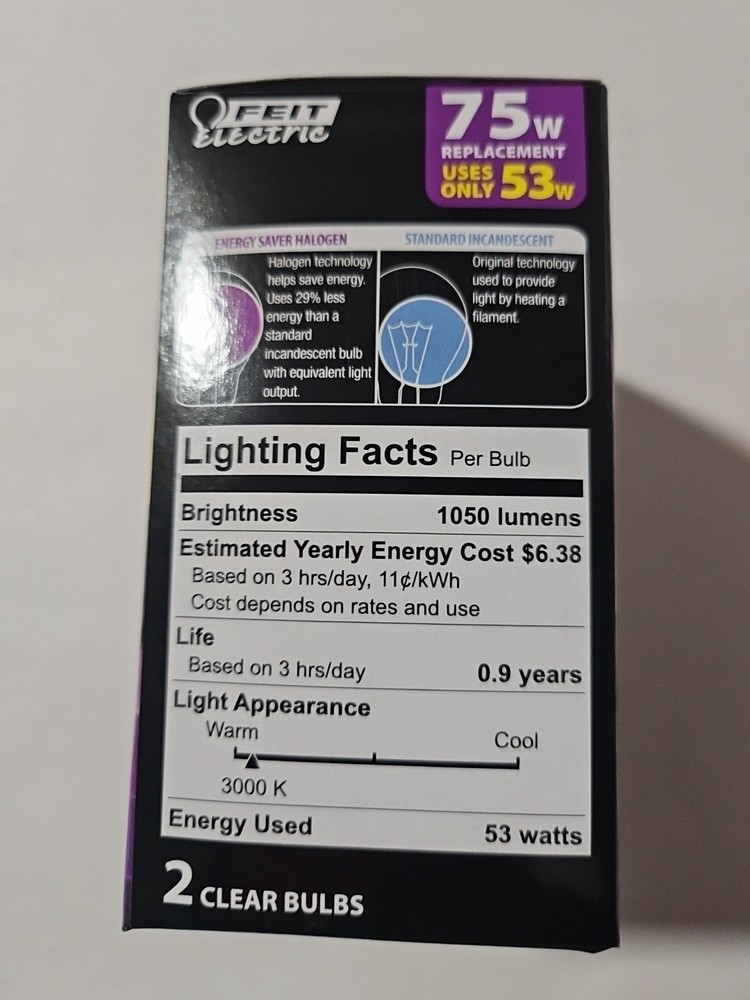 FEIT
Electric
75W
REPLACEMENT
USES
ONLY 53W
ENERGY SAVER HALOGEN
Halogen technology
helps save energy.
Uses 29% less
energy than a
standard
incandescent bulb
with equivalent light
output.
STANDARD INCANDESCENT
Original technology
used to provide
light by heating a
filament.
Lighting Facts Per Bulb
Brightness 1050 lumens
Estimated Yearly Energy Cost $6.38
Based on 3 hrs/day, 11¢/kWh
Cost depends on rates and use
Life
Based on 3 hrs/day 0.9 years
Light Appearance
Warm Cool
3000 K
Energy Used 53 watts
2 CLEAR BULBS